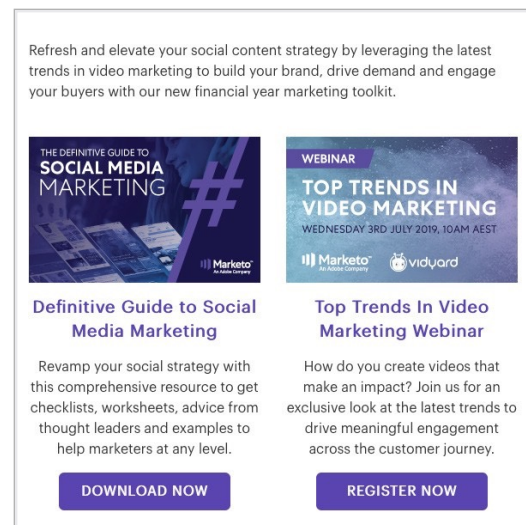 Refresh and elevate your social content strategy by leveraging the latest
trends in video marketing to build your brand, drive demand and engage
your buyers with our new financial year marketing toolkit.
THE DEFINITIVE GUIDE TO
SOCIAL MEDIA
MARKETING
#
Marketo™
An Adobe Company
Definitive Guide to Social
Media Marketing
Revamp your social strategy with
this comprehensive resource to get
checklists, worksheets, advice from
thought leaders and examples to
help marketers at any level.
DOWNLOAD NOW
WEBINAR
TOP TRENDS IN
VIDEO MARKETING
WEDNESDAY 3RD JULY 2019, 10AM AEST
Marketo™
An Adobe Company
vidyard
Top Trends In Video
Marketing Webinar
How do you create videos that
make an impact? Join us for an
exclusive look at the latest trends to
drive meaningful engagement
across the customer journey.
REGISTER NOW